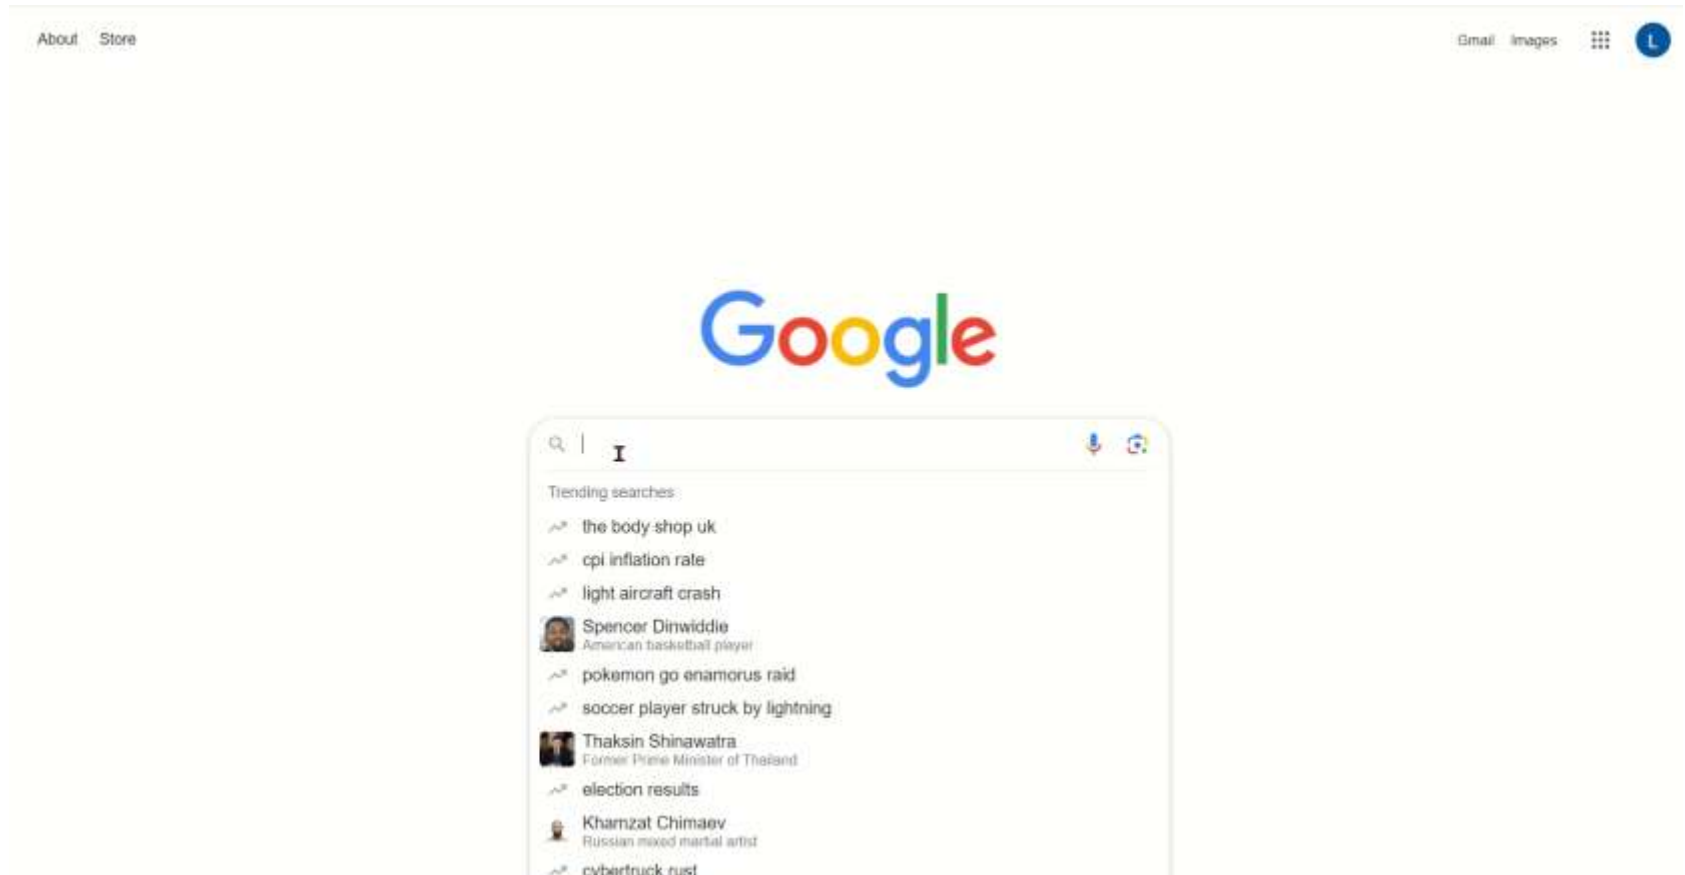 About Store
Gmail Images
L
Google
Trending searches
the body shop uk
cpi inflation rate
light aircraft crash
Spencer Dinwiddie
American basketball player
pokemon go enamorus raid
soccer player struck by lightning
Thaksin Shinawatra
Former Prime Minister of Thailand
election results
Khamzat Chimaev
Russian mixed martial artist
cybertruck rust